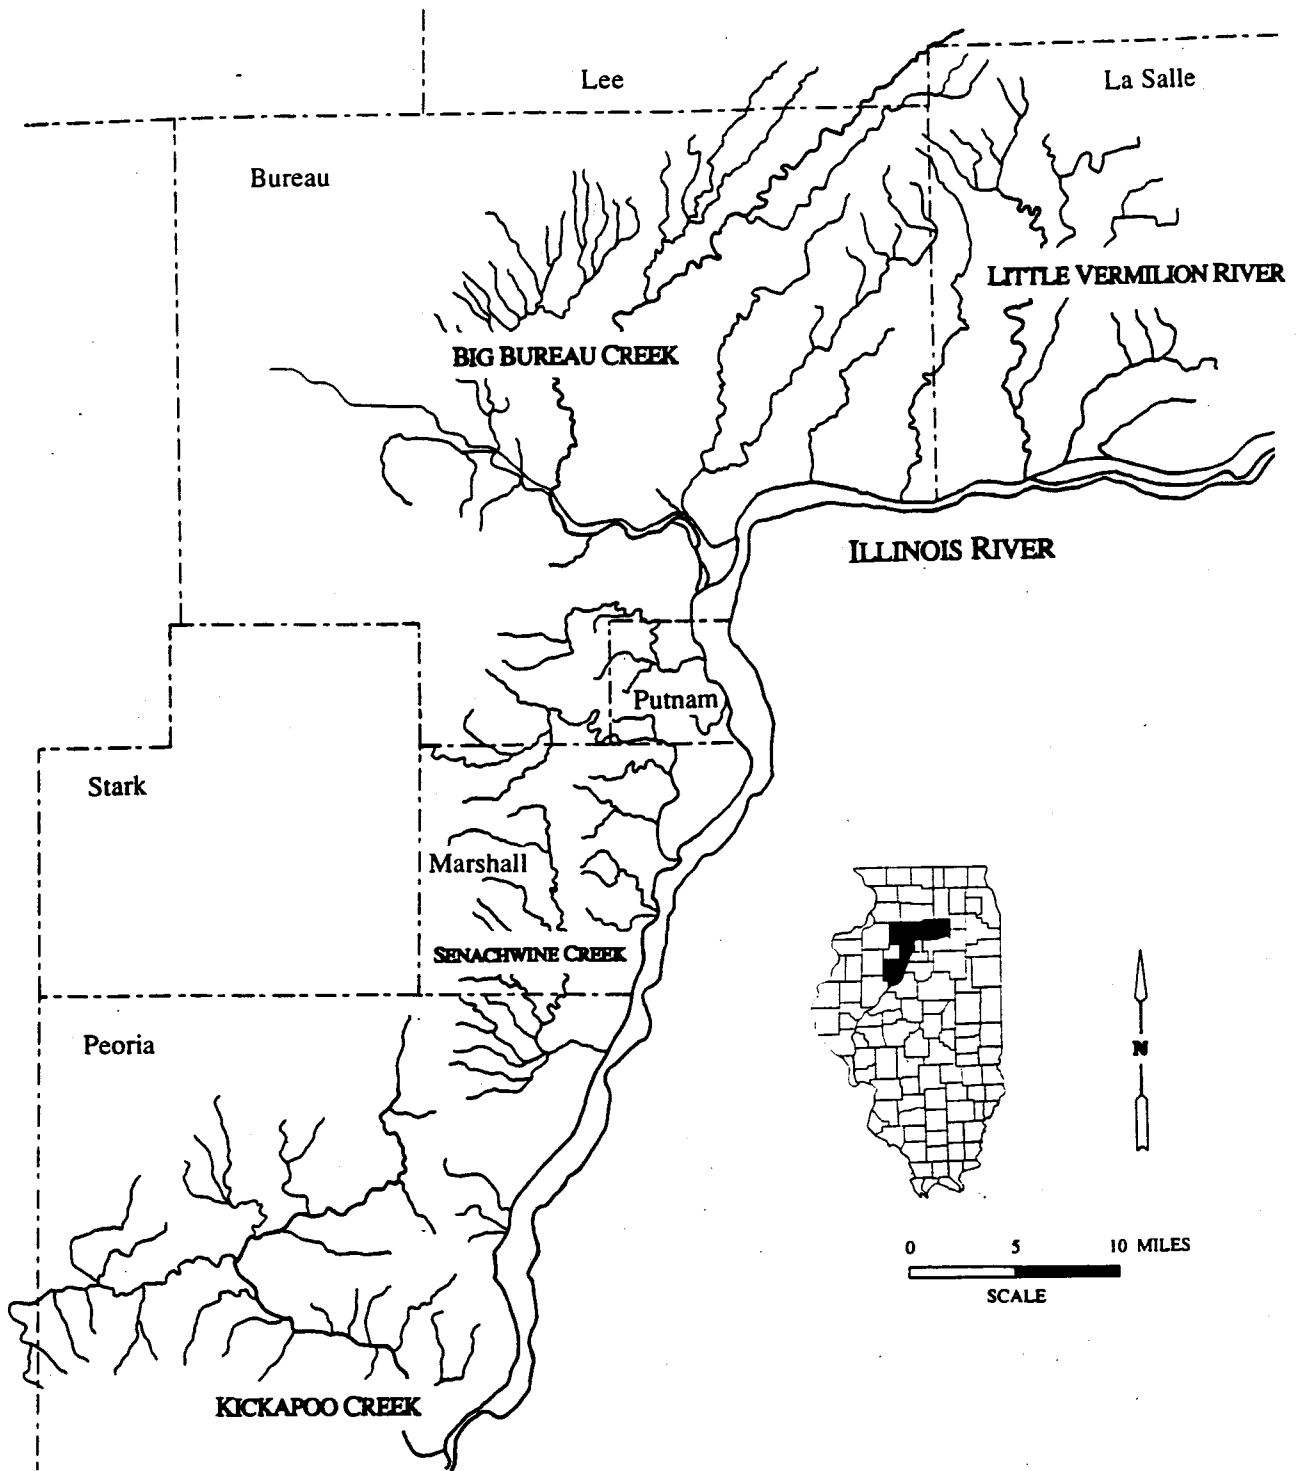 Lee
La Salle
Bureau
LITTLE VERMILION RIVER
BIG BUREAU CREEK
ILLINOIS RIVER
Putnam
Stark
Marshall
SENACHWINE CREEK
Peoria
N
0 5 10 MILES
SCALE
KICKAPOO CREEK